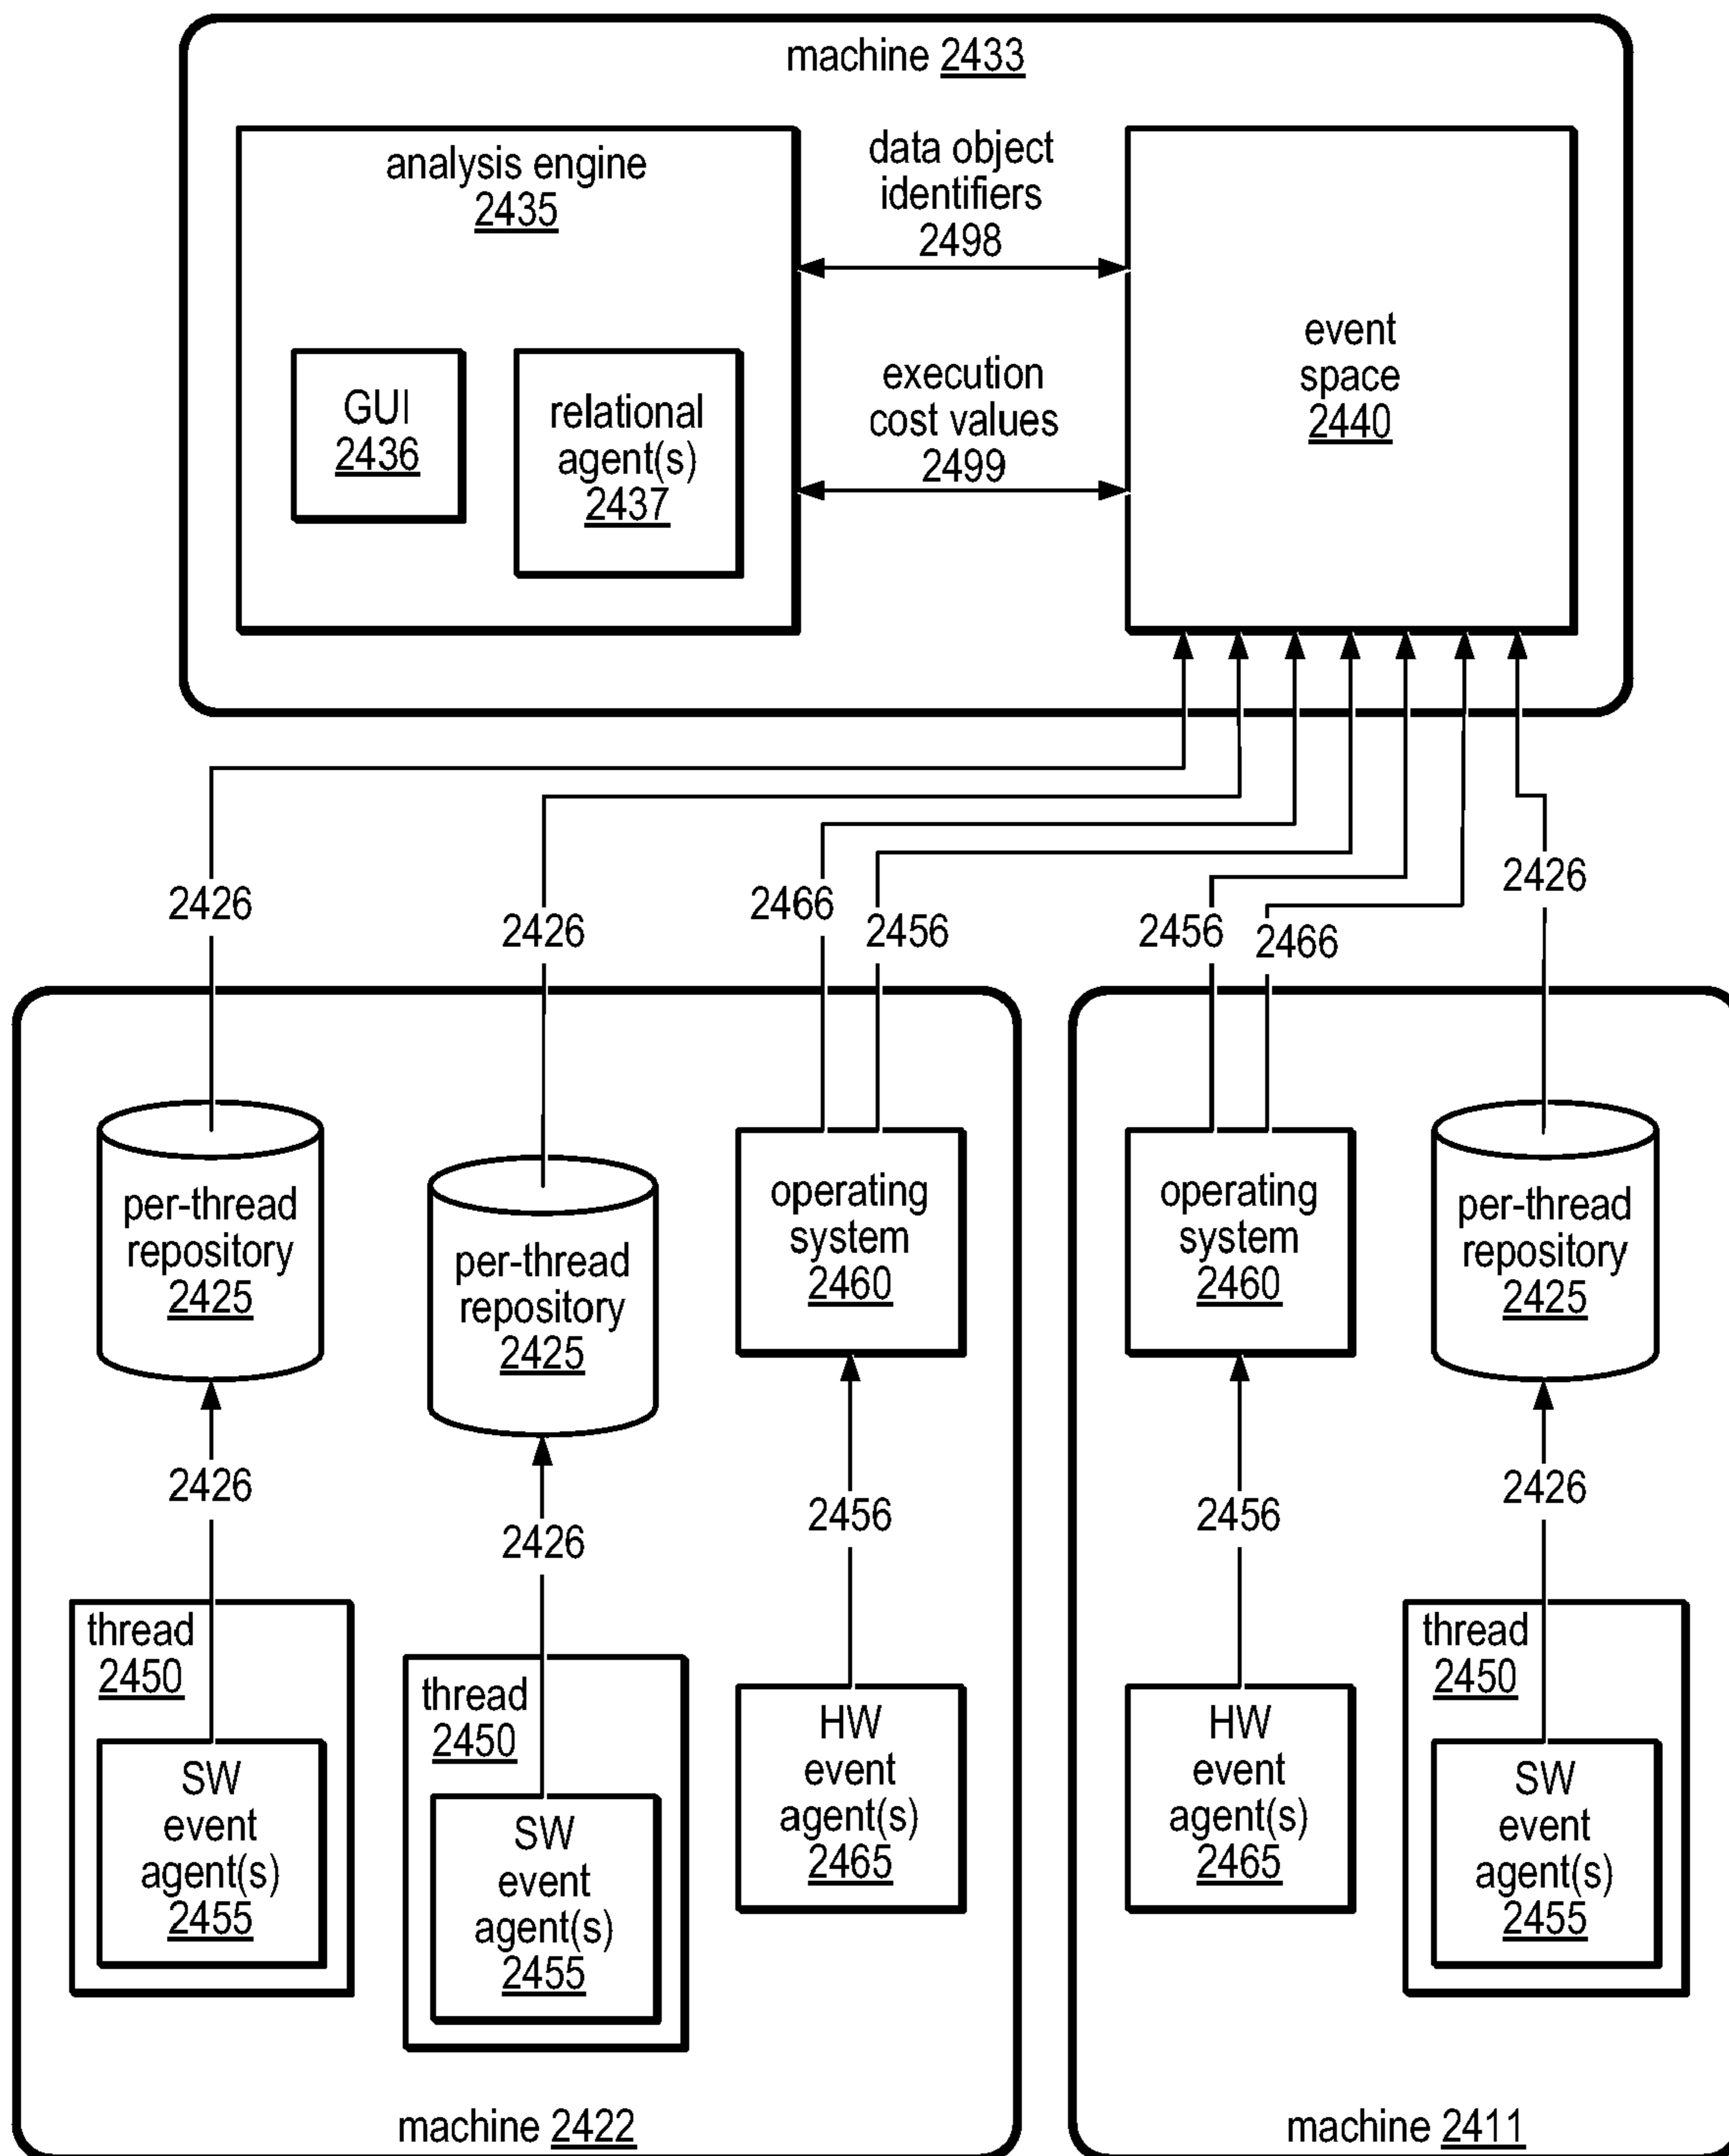 machine 2433
analysis engine
2435
data object
identifiers
2498
GUI
2436
relational
agent(s)
2437
execution
cost values
2499
event
space
2440
2426
2426
2466
2456
2456
2466
2426
per-thread
repository
2425
per-thread
repository
2425
operating
system
2460
operating
system
2460
per-thread
repository
2425
2426
2426
2456
2456
2426
thread
2450
SW
event
agent(s)
2455
thread
2450
SW
event
agent(s)
2455
HW
event
agent(s)
2465
HW
event
agent(s)
2465
thread
2450
SW
event
agent(s)
2455
machine 2422
machine 2411